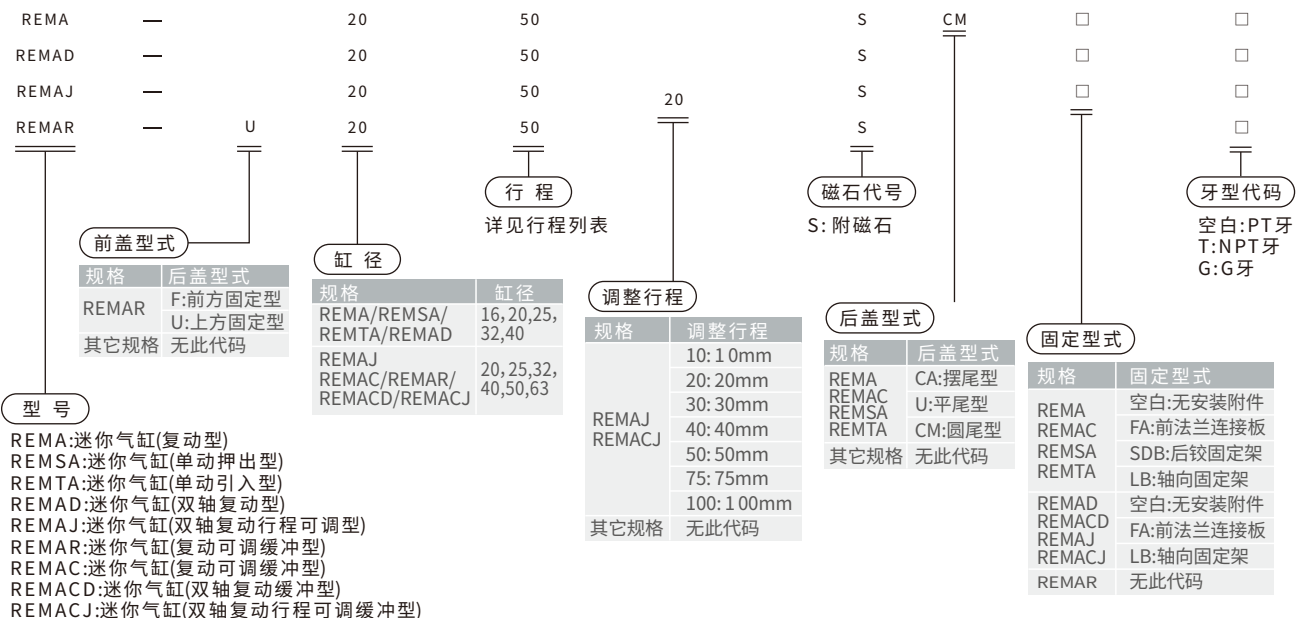 REMA — 20 50 S CM □ □
REMAD — 20 50 S □ □
REMAJ — 20 50 20 S □ □
REMAR — U 20 50 S □
行 程
详见行程列表
磁石代号
S: 附磁石
牙型代码
空白:PT牙
T:NPT牙
G:G牙
前盖型式
规格 后盖型式
REMAR F:前方固定型
U:上方固定型
其它规格 无此代码
缸 径
规格 缸径
REMA/REMSA/ 16,20,25,
REMTA/REMAD 32,40
REMAJ
REMAC/REMAR/ 20,25,32,
REMACD/REMACJ 40,50,63
调整行程
规格 调整行程
REMAJ
REMACJ
10:10mm
20:20mm
30:30mm
40:40mm
50:50mm
75:75mm
100:100mm
其它规格 无此代码
后盖型式
规格 后盖型式
REMA
REMAC
REMSA
REMTA
CA:摆尾型
U:平尾型
CM:圆尾型
其它规格 无此代码
固定型式
规格 固定型式
REMA
REMAC
REMSA
REMTA
空白:无安装附件
FA:前法兰连接板
SDB:后铰固定架
LB:轴向固定架
REMAD
REMACD
REMAJ
REMACJ
空白:无安装附件
FA:前法兰连接板
LB:轴向固定架
REMAR 无此代码
型 号
REMA:迷你气缸(复动型)
REMSA:迷你气缸(单动押出型)
REMTA:迷你气缸(单动引入型)
REMAD:迷你气缸(双轴复动型)
REMAJ:迷你气缸(双轴复动行程可调型)
REMAR:迷你气缸(复动可调缓冲型)
REMAC:迷你气缸(复动可调缓冲型)
REMACD:迷你气缸(双轴复动缓冲型)
REMACJ:迷你气缸(双轴复动行程可调缓冲型)